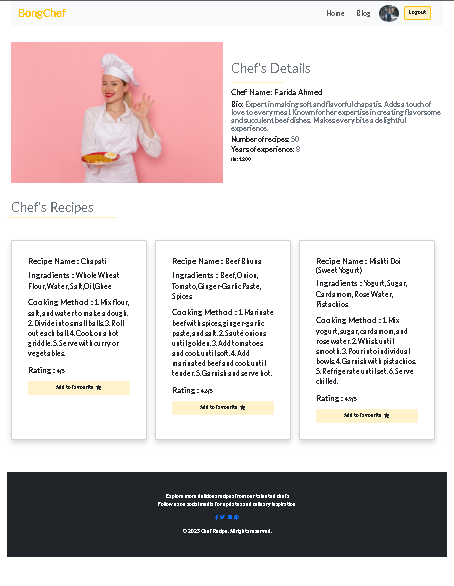 BongChef
Home Blog Logout
Chef's Details
Chef Name: Farida Ahmed
Bio: Expert in making soft and flavorful chapatis. Adds a touch of
love to every meal. Known for her expertise in creating flavorsome
and succulent beef dishes. Makes every bite a delightful
experience.
Number of recipes: 50
Years of experience: 8
1200
Chef's Recipes
Recipe Name : Chapati
Ingredients : Whole Wheat
Flour, Water, Salt, Oil, Ghee
Cooking Method : 1. Mix flour,
salt, and water to make a dough.
2. Divide into small balls. 3. Roll
out each ball. 4. Cook on a hot
griddle. 5. Serve with curry or
vegetables.
Rating : 4/5
Add to favourite
Recipe Name : Beef Bhuna
Ingredients : Beef, Onion,
Tomato, Ginger-Garlic Paste,
Spices
Cooking Method : 1. Marinate
beef with spices, ginger-garlic
paste, and salt. 2. Sauté onions
until golden. 3. Add tomatoes
and cook until soft. 4. Add
marinated beef and cook until
tender. 5. Garnish and serve hot.
Rating : 4.6/5
Add to favourite
Recipe Name : Mishti Doi
(Sweet Yogurt)
Ingredients : Yogurt, Sugar,
Cardamom, Rose Water,
Pistachios
Cooking Method : 1. Mix
yogurt, sugar, cardamom, and
rose water. 2. Whisk until
smooth. 3. Pour into individual
bowls. 4. Garnish with pistachios.
5. Refrigerate until set. 6. Serve
chilled.
Rating : 4.9/5
Add to favourite
Explore more delicious recipes from our talented chefs
Follow us on social media for updates and culinary inspiration
© 2023 Chef Recipe. All rights reserved.